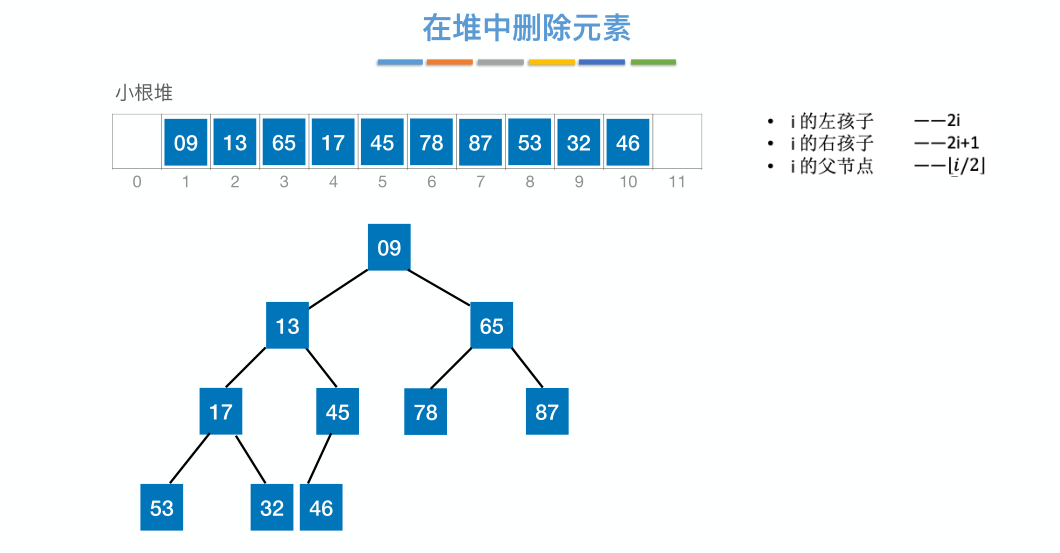 在堆中删除元素
小根堆
09 13 65 17 45 78 87 53 32 46
0 1 2 3 4 5 6 7 8 9 10 11
• i 的左孩子 ——2i
• i 的右孩子 ——2i+1
• i 的父节点 ——⌊i/2⌋
09
13 65
17 45 78 87
53 32 46